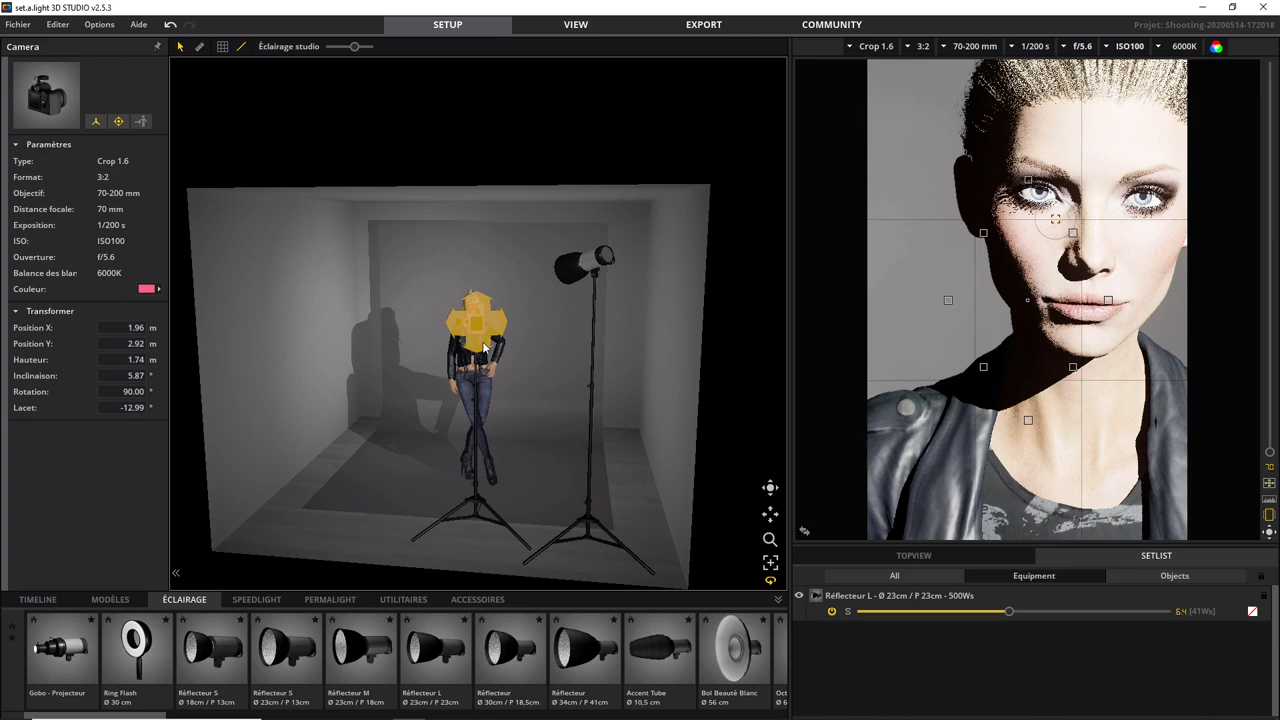 set.a.light 3D STUDIO v2.5.3
Fichier Editer Options Aide SETUP VIEW EXPORT COMMUNITY Projet: Shooting-20200514-172018
Camera Éclairage studio Crop 1.6 3:2 70-200 mm 1/200 s f/5.6 ISO100 6000K
Paramètres
Type: Crop 1.6
Format: 3:2
Objectif: 70-200 mm
Distance focale: 70 mm
Exposition: 1/200 s
ISO: ISO100
Ouverture: f/5.6
Balance des blan 6000K
Couleur:
Transformer
Position X: 1.96 m
Position Y: 2.92 m
Hauteur: 1.74 m
Inclinaison: 5.87 °
Rotation: 90.00 °
Lacet: -12.99 °
TOPVIEW SETLIST
All Equipment Objects
Réflecteur L - Ø 23cm / P 23cm - 500Ws
S 6.4 [41Ws]
TIMELINE MODÈLES ÉCLAIRAGE SPEEDLIGHT PERMALIGHT UTILITAIRES ACCESSORIES
Gobo - Projecteur
Ring Flash
Ø 30 cm
Réflecteur S
Ø 18cm / P 13cm
Réflecteur S
Ø 23cm / P 13cm
Réflecteur M
Ø 23cm / P 18cm
Réflecteur L
Ø 23cm / P 23cm
Réflecteur
Ø 30cm / P 18,5cm
Réflecteur
Ø 34cm / P 41cm
Accent Tube
Ø 10,5 cm
Bol Beauté Blanc
Ø 56 cm
Oct